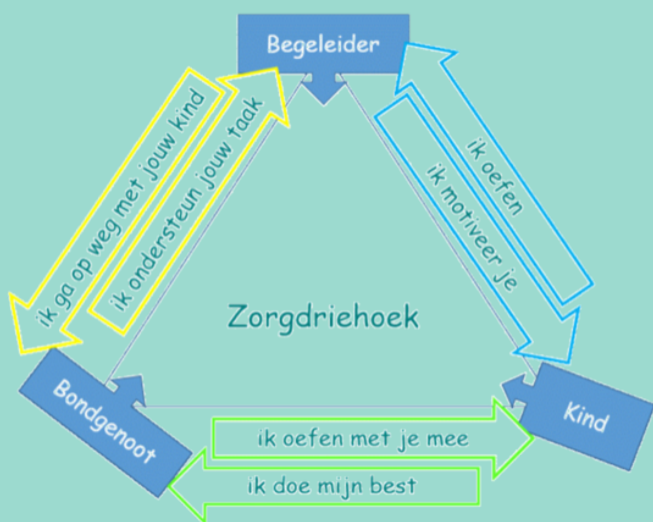 Begeleider
ik ga op weg met jouw kind
ik ondersteun jouw taak
ik oefen
ik motiveer je
Zorgdriehoek
Bondgenoot
Kind
ik oefen met je mee
ik doe mijn best